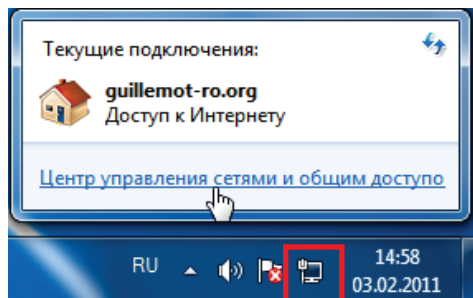 Текущие подключения:
guillemot-ro.org
Доступ к Интернету
Центр управления сетями и общим доступо
RU
14:58
03.02.2011